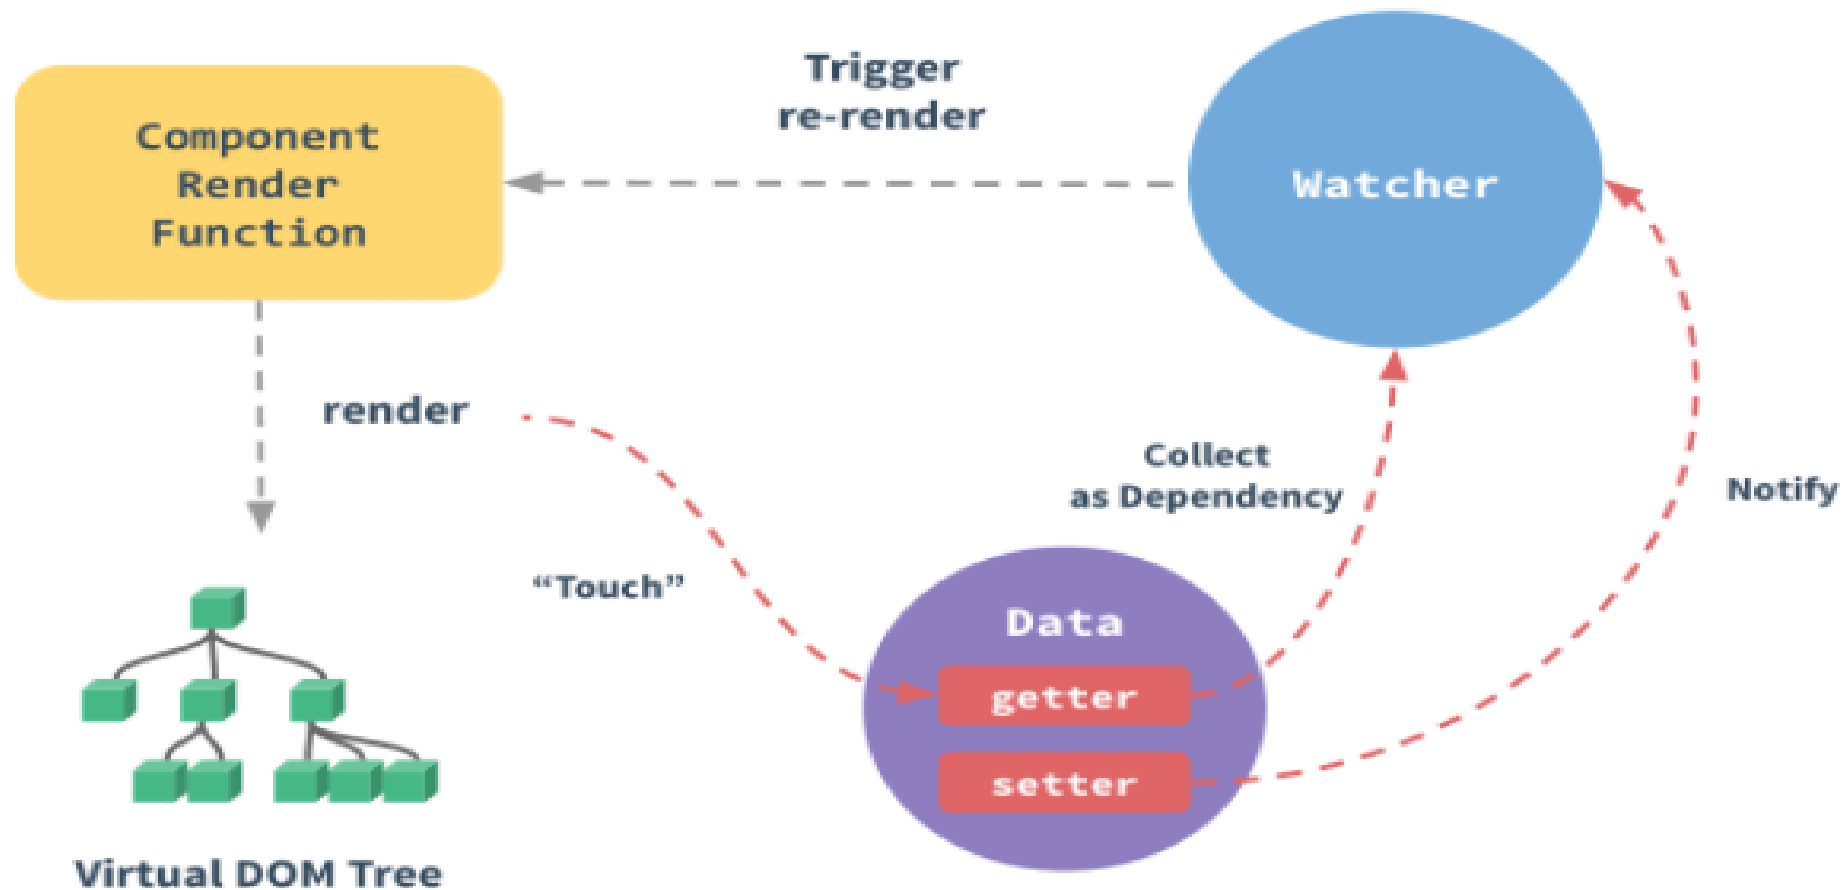 Trigger
re-render
Component
Render
Function
Watcher
render
Collect
as Dependency
Notify
“Touch”
Data
getter
setter
Virtual DOM Tree